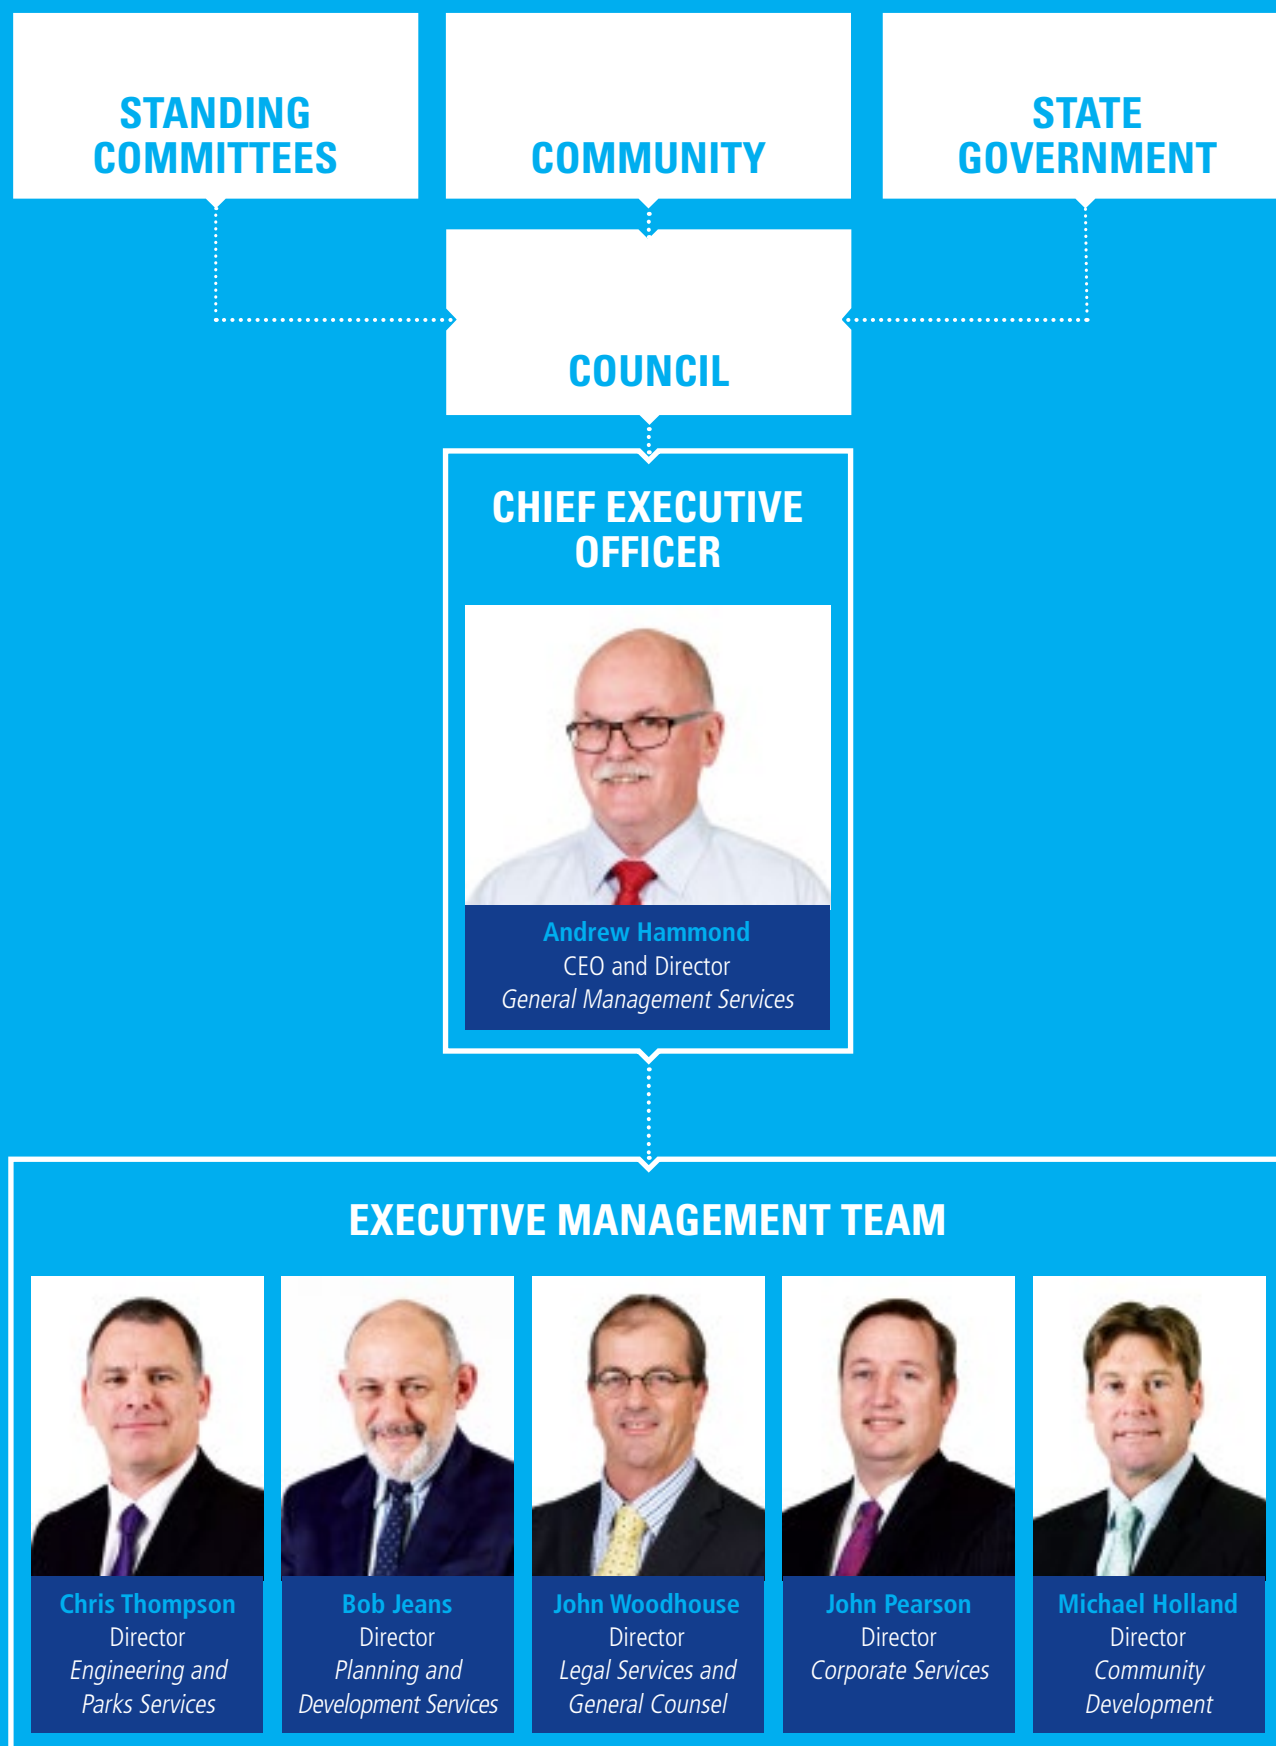 STANDING
COMMITTEES
COMMUNITY
STATE
GOVERNMENT
COUNCIL
CHIEF EXECUTIVE
OFFICER
Andrew Hammond
CEO and Director
General Management Services
EXECUTIVE MANAGEMENT TEAM
Chris Thompson
Director
Engineering and
Parks Services
Bob Jeans
Director
Planning and
Development Services
John Woodhouse
Director
Legal Services and
General Counsel
John Pearson
Director
Corporate Services
Michael Holland
Director
Community
Development